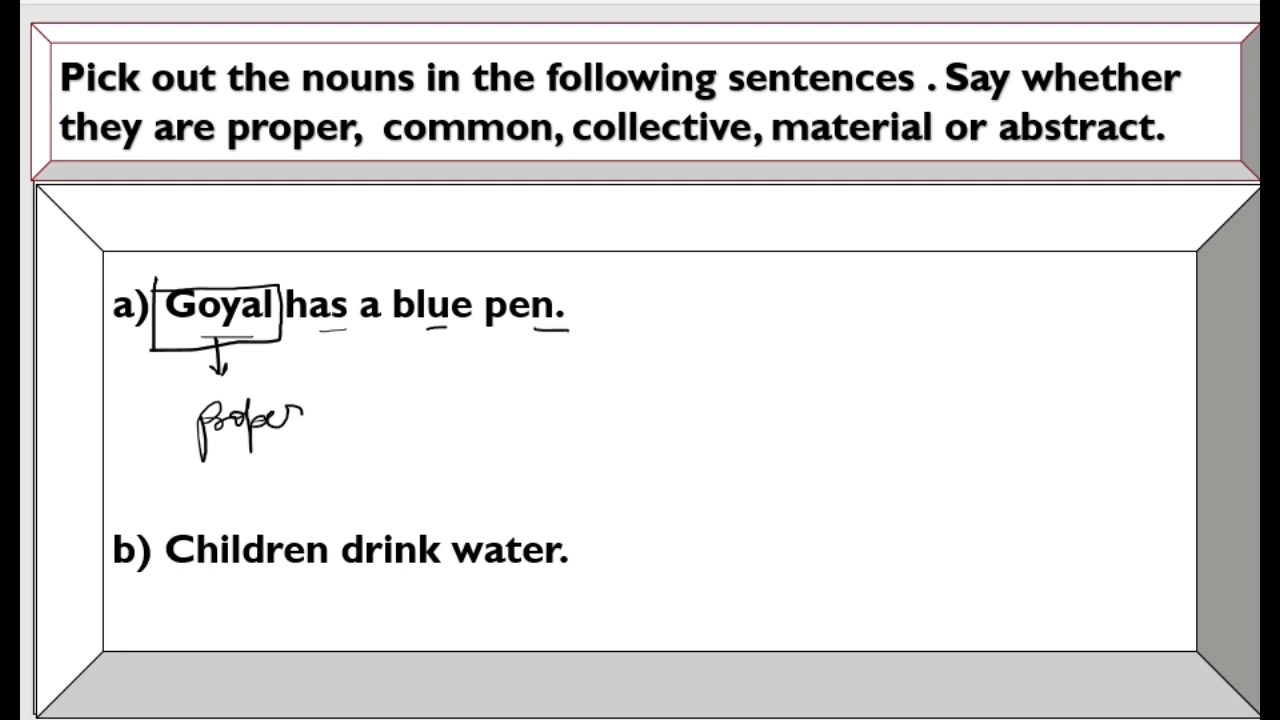 Pick out the nouns in the following sentences . Say whether
they are proper, common, collective, material or abstract.
a) Goyal has a blue pen.
proper
b) Children drink water.